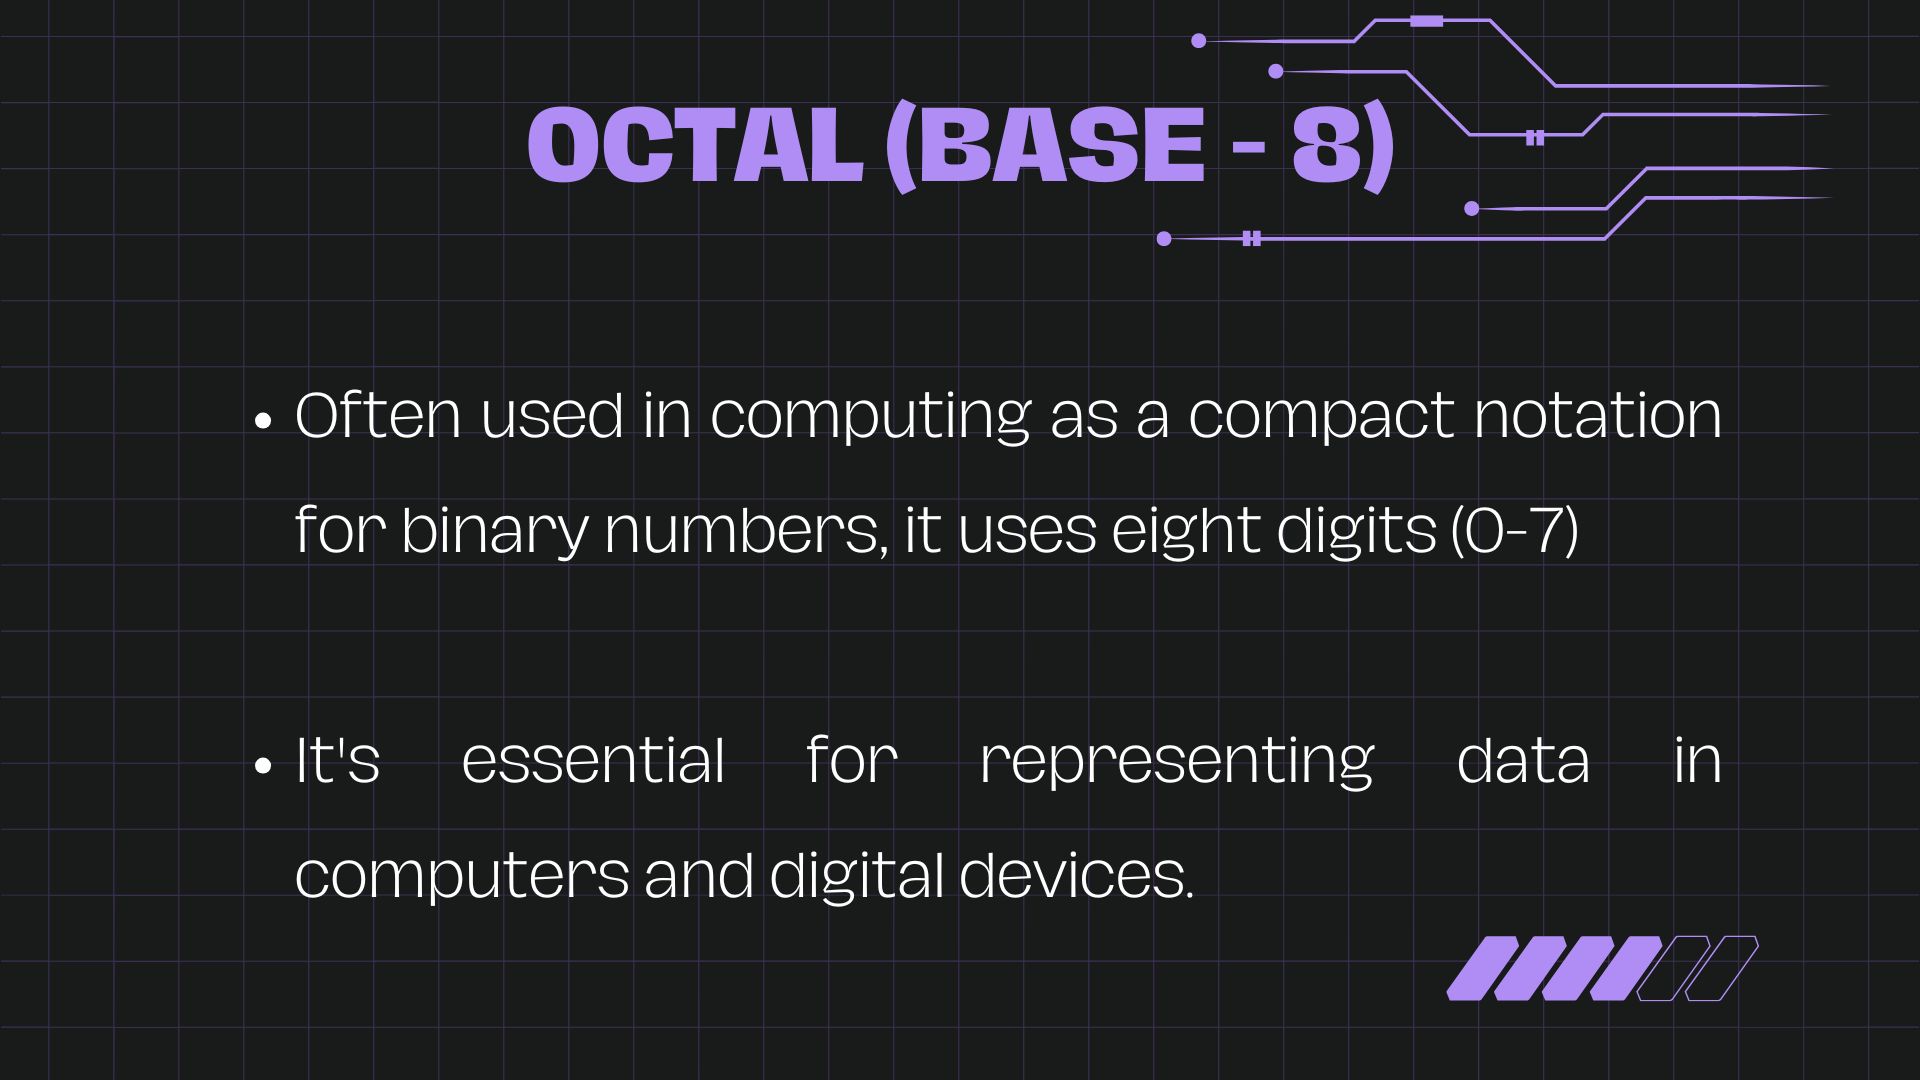 OCTAL (BASE - 8)
• Often used in computing as a compact notation
for binary numbers, it uses eight digits (0-7)
• It's essential for representing data in
computers and digital devices.